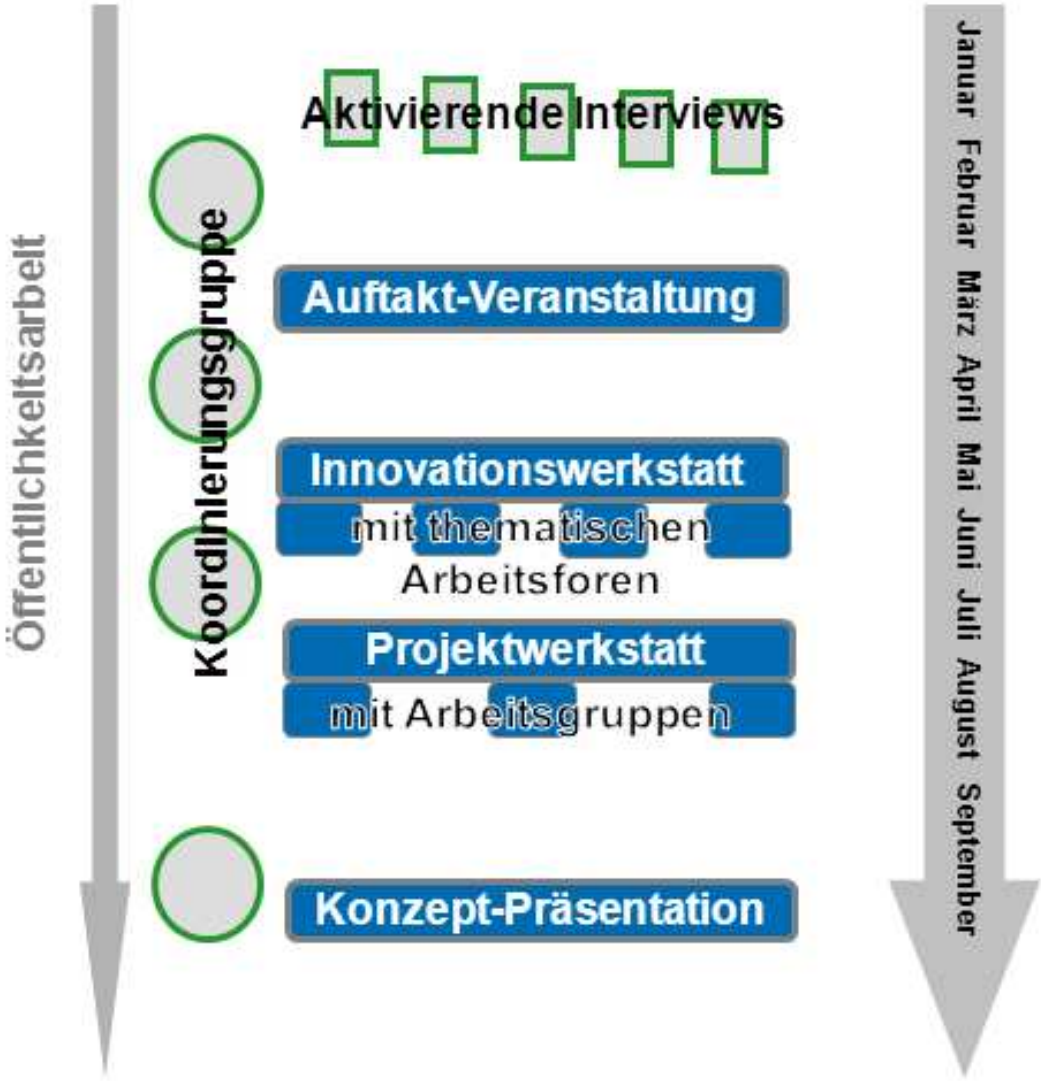 Öffentlichkeitsarbeit
Koordinierungsgruppe
Aktivierende Interviews
Auftakt-Veranstaltung
Innovationswerkstatt
mit thematischen
Arbeitsforen
Projektwerkstatt
mit Arbeitsgruppen
Konzept-Präsentation
Januar Februar März April Mai Juni Juli August September